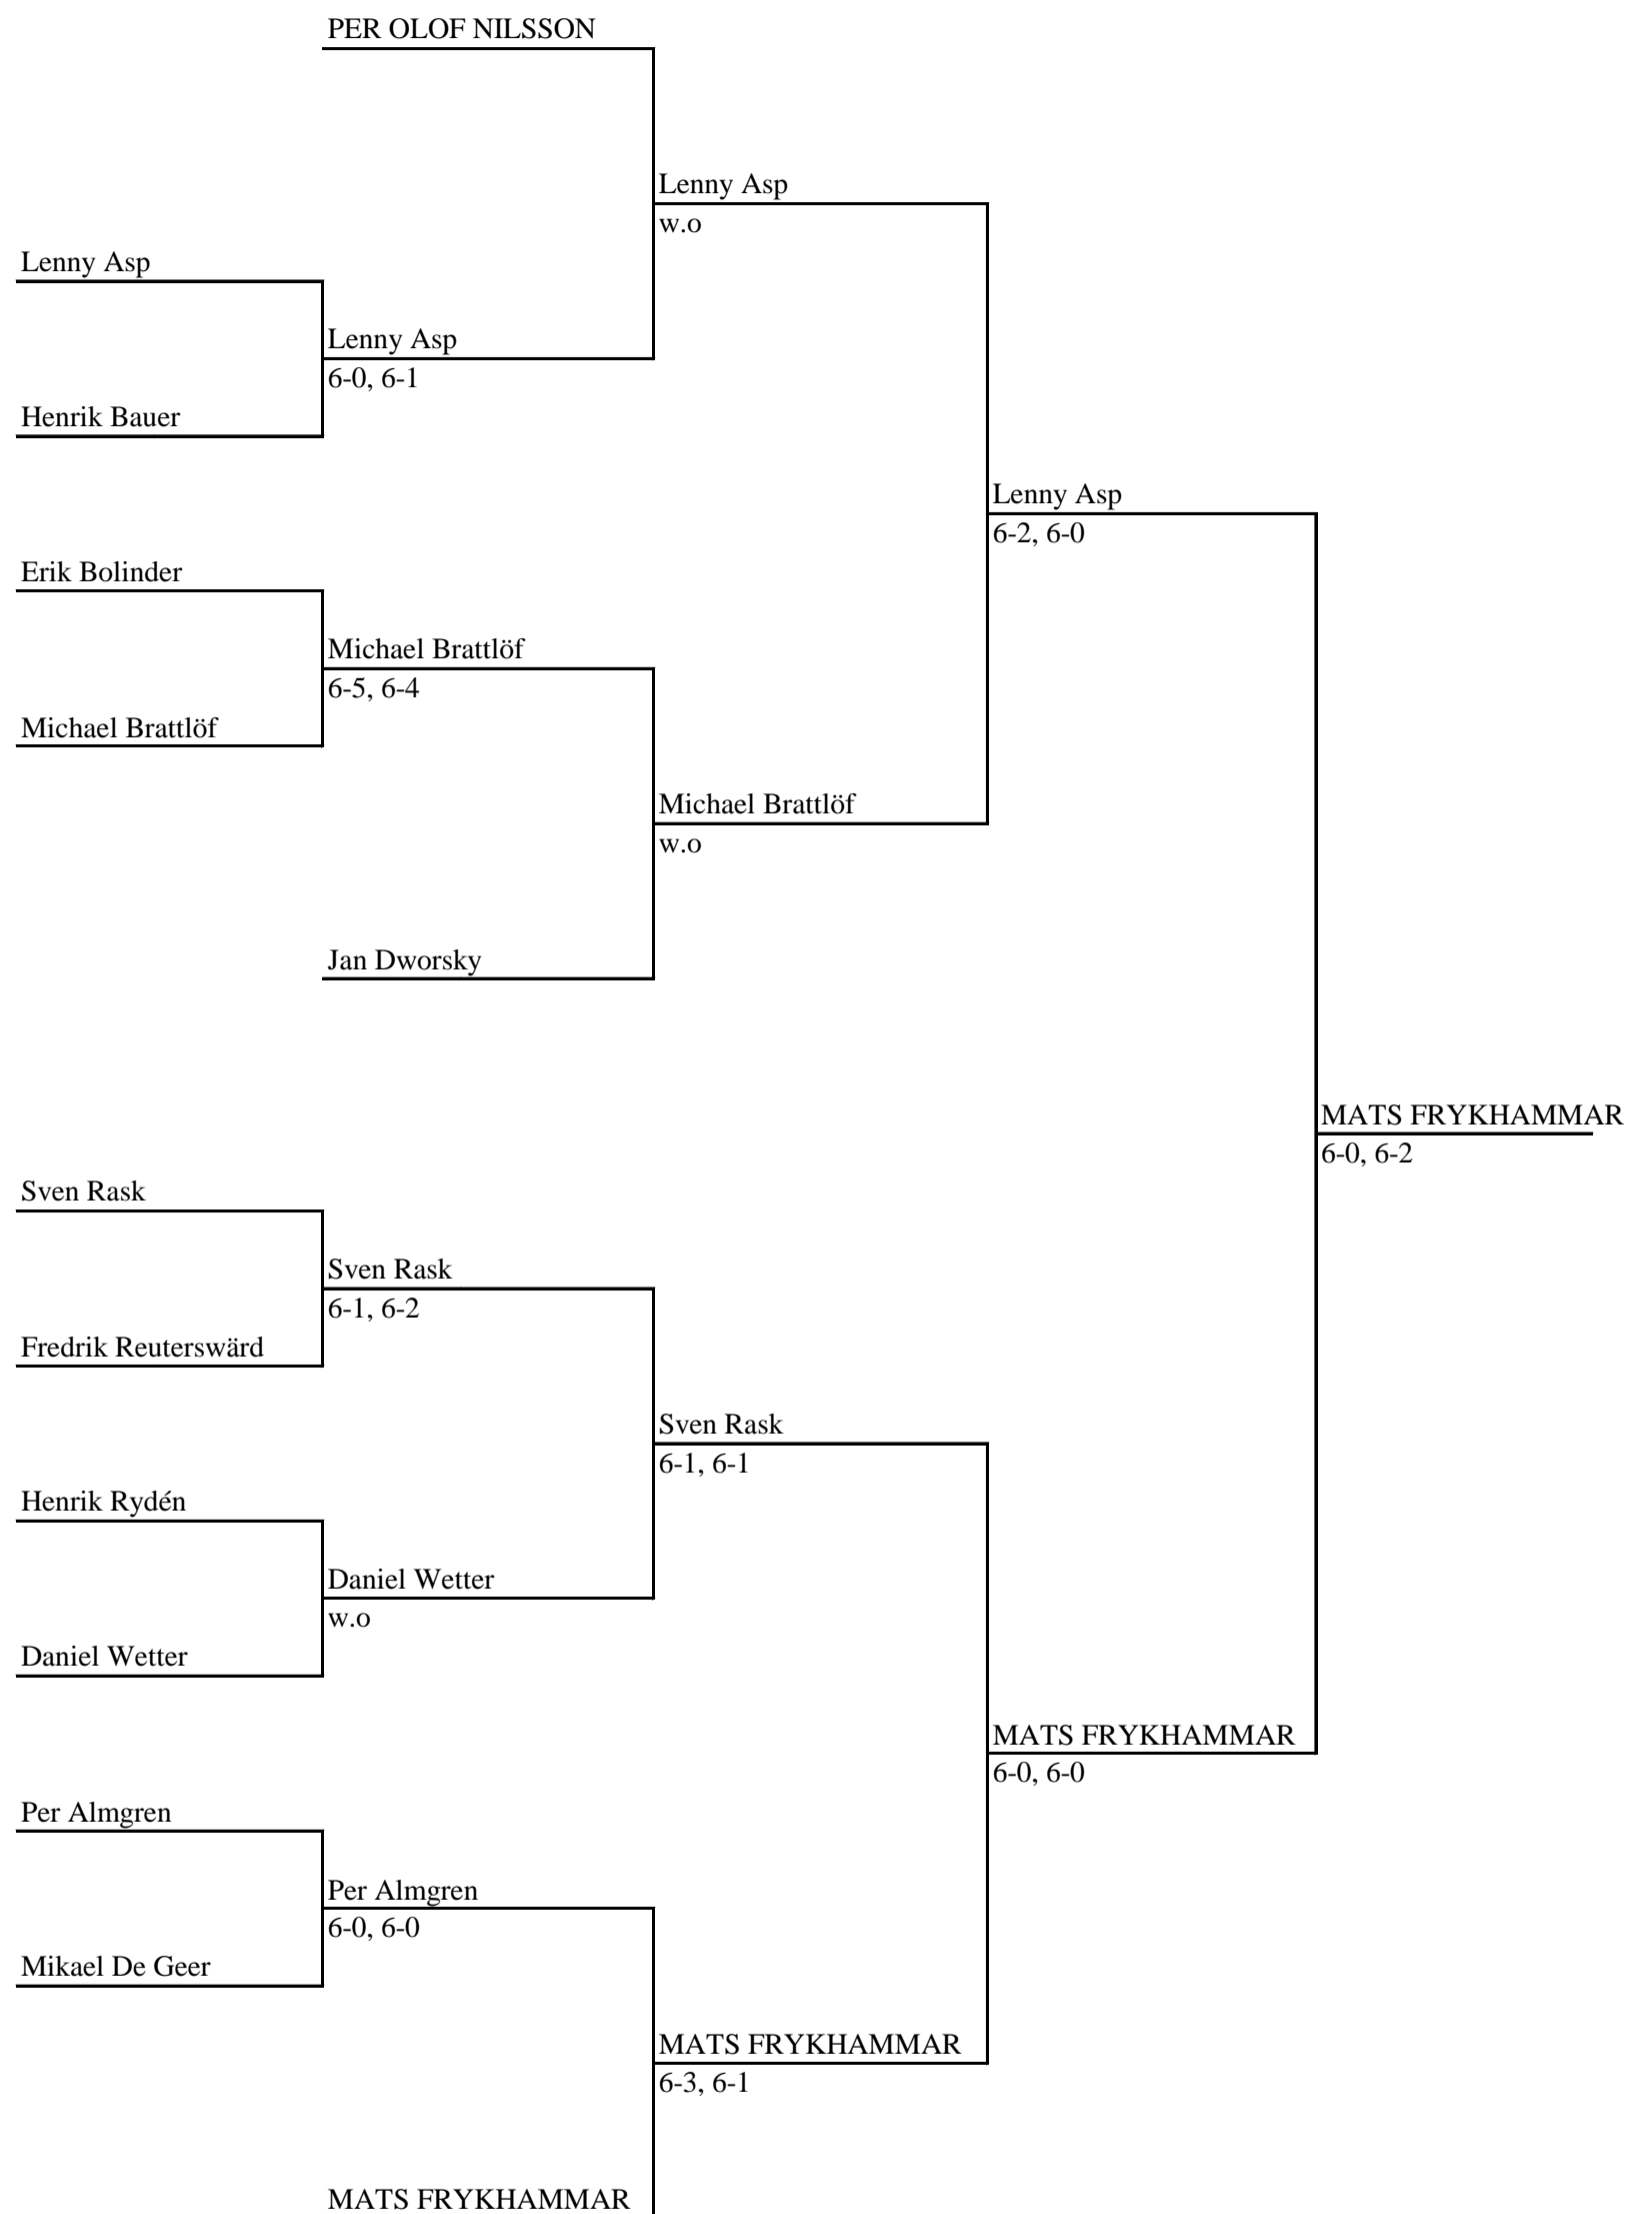 PER OLOF NILSSON
Lenny Asp
w.o
Lenny Asp
Lenny Asp
6-0, 6-1
Henrik Bauer
Lenny Asp
6-2, 6-0
Erik Bolinder
Michael Brattlöf
6-5, 6-4
Michael Brattlöf
Michael Brattlöf
w.o
Jan Dworsky
MATS FRYKHAMMAR
6-0, 6-2
Sven Rask
Sven Rask
6-1, 6-2
Fredrik Reuterswärd
Sven Rask
6-1, 6-1
Henrik Rydén
Daniel Wetter
w.o
Daniel Wetter
MATS FRYKHAMMAR
6-0, 6-0
Per Almgren
Per Almgren
6-0, 6-0
Mikael De Geer
MATS FRYKHAMMAR
6-3, 6-1
MATS FRYKHAMMAR